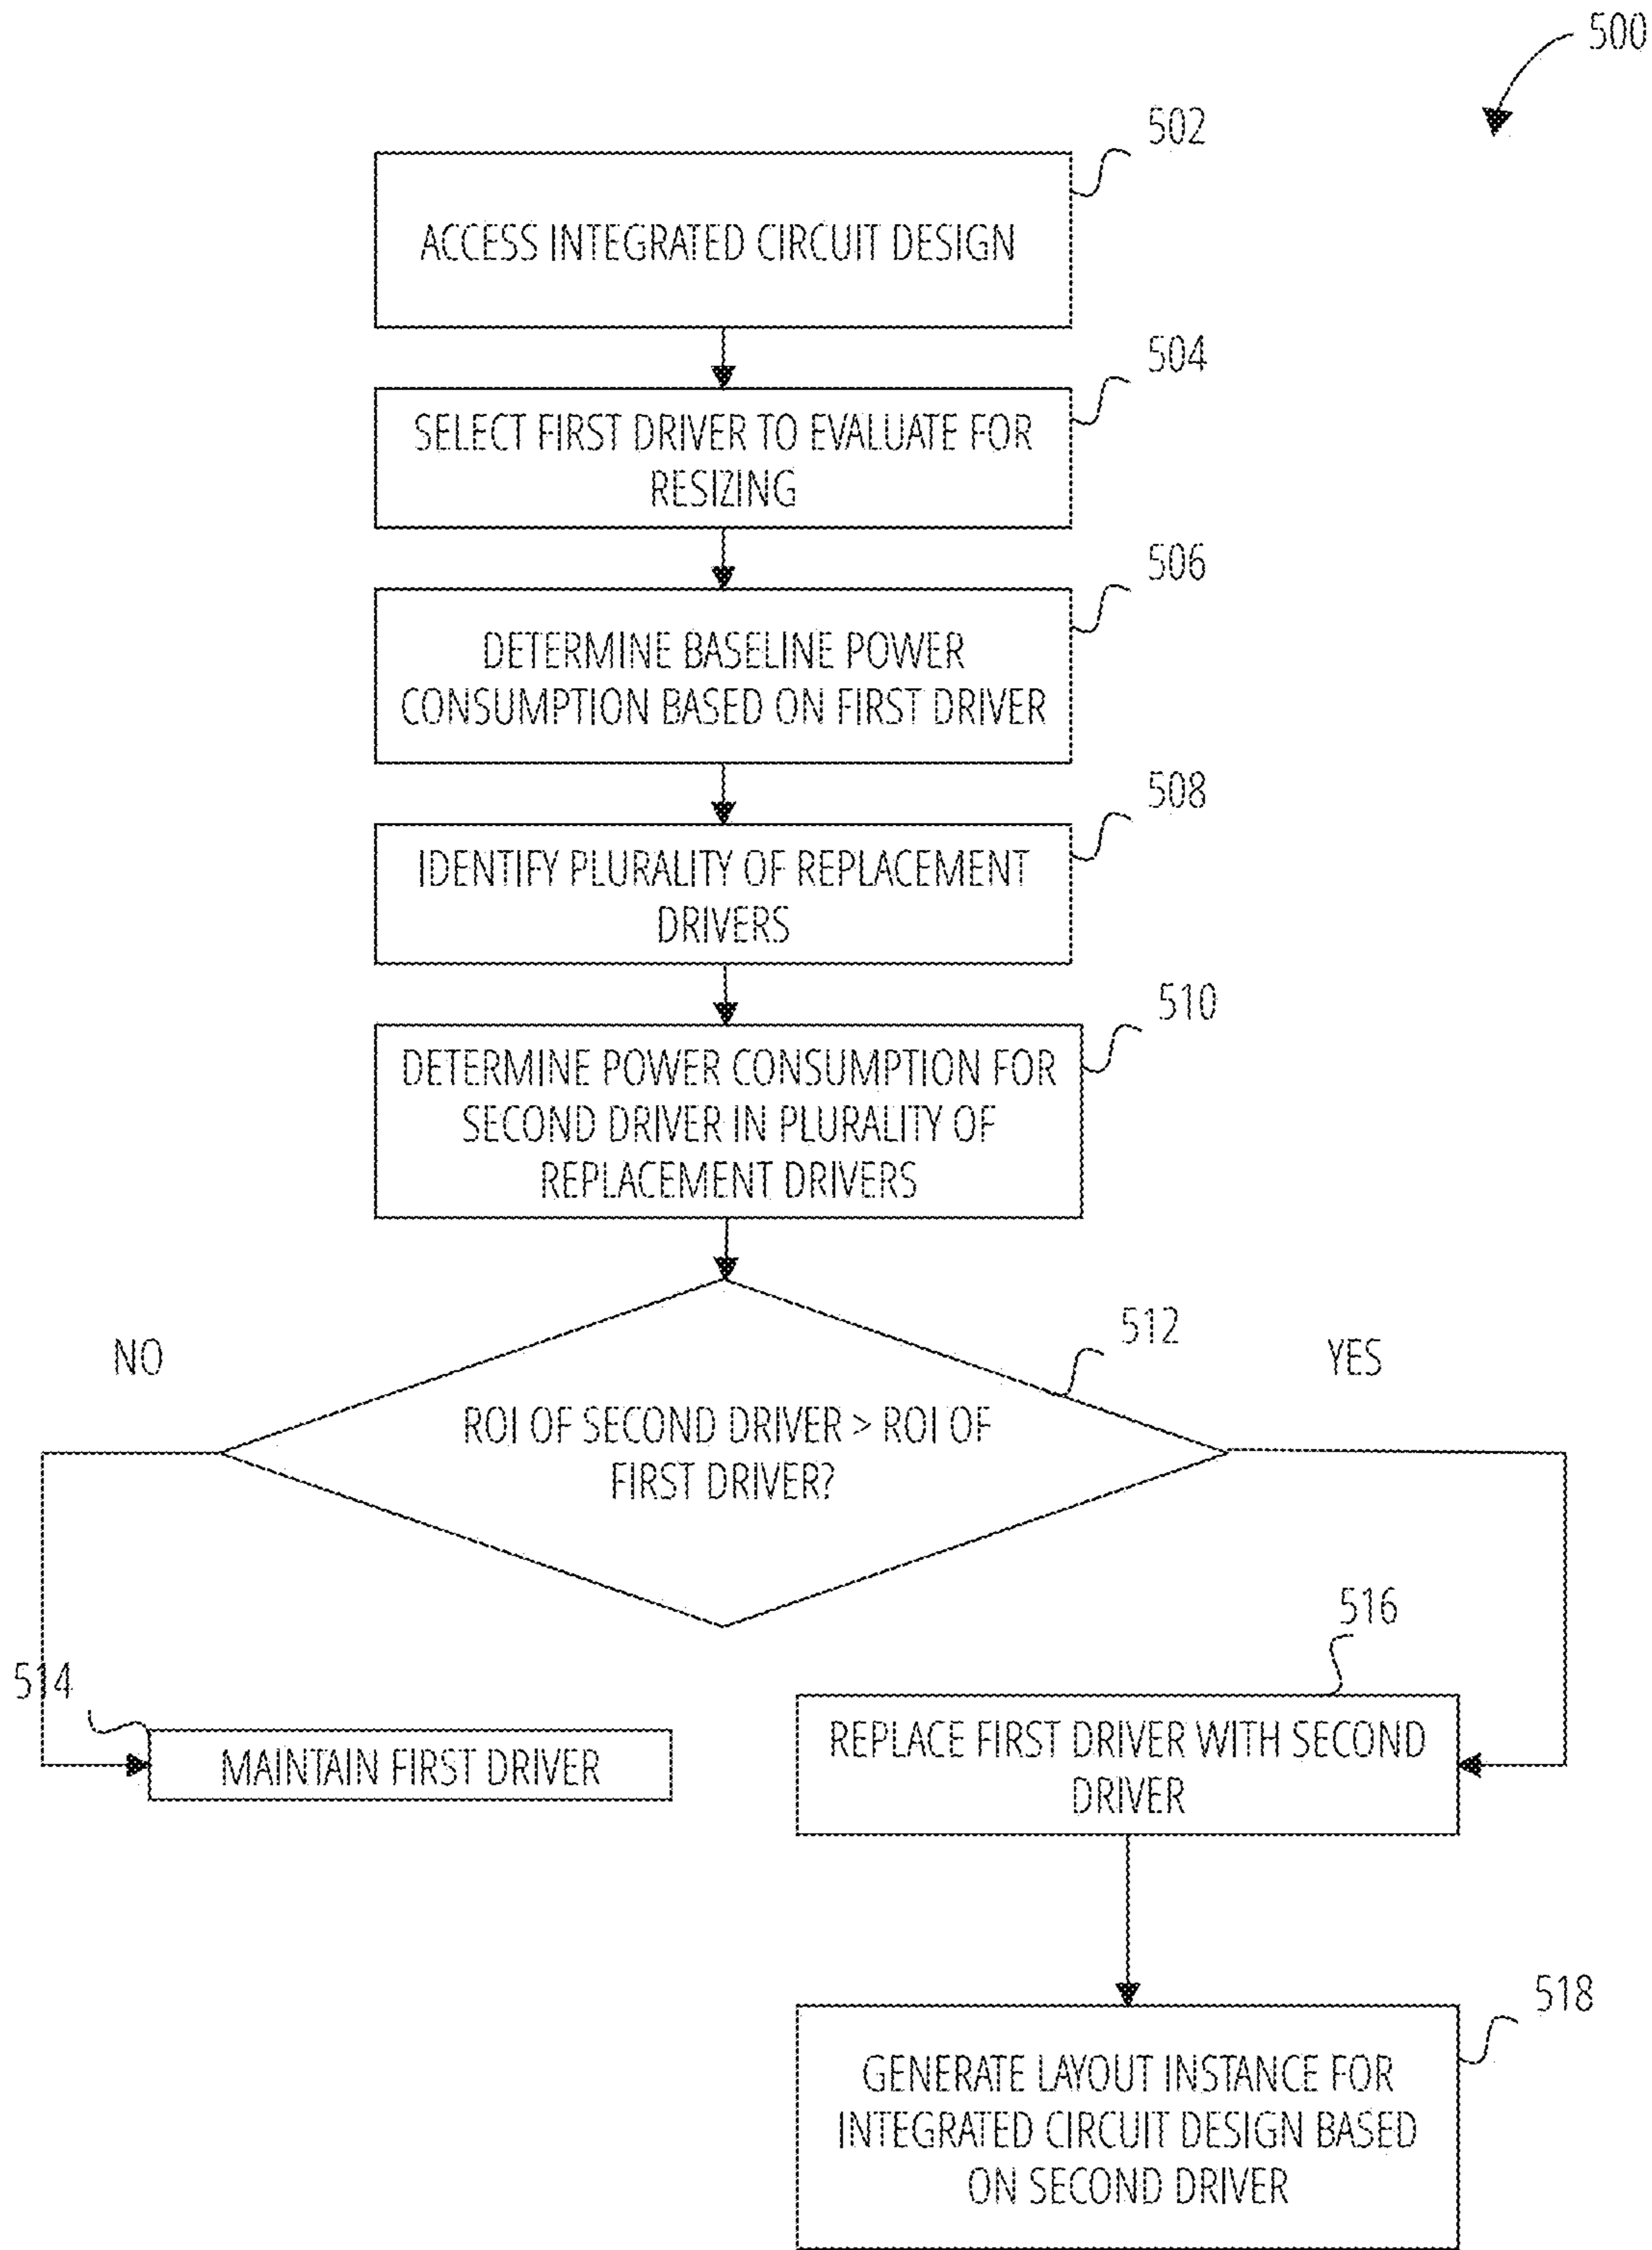 500
502
ACCESS INTEGRATED CIRCUIT DESIGN
504
SELECT FIRST DRIVER TO EVALUATE FOR
RESIZING
506
DETERMINE BASELINE POWER
CONSUMPTION BASED ON FIRST DRIVER
508
IDENTIFY PLURALITY OF REPLACEMENT
DRIVERS
510
DETERMINE POWER CONSUMPTION FOR
SECOND DRIVER IN PLURALITY OF
REPLACEMENT DRIVERS
512
NO
YES
ROI OF SECOND DRIVER > ROI OF
FIRST DRIVER?
514
MAINTAIN FIRST DRIVER
516
REPLACE FIRST DRIVER WITH SECOND
DRIVER
518
GENERATE LAYOUT INSTANCE FOR
INTEGRATED CIRCUIT DESIGN BASED
ON SECOND DRIVER